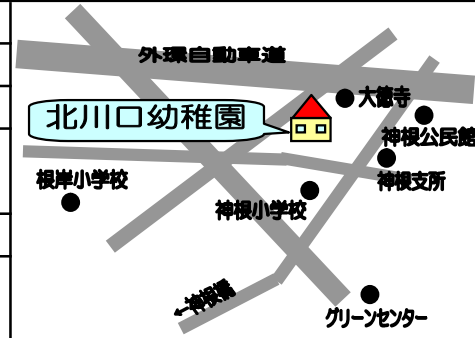 外環自動車道
大徳寺
北川口幼稚園
神根公民館
根岸小学校
神根支所
神根小学校
←神根橋
グリーンセンター